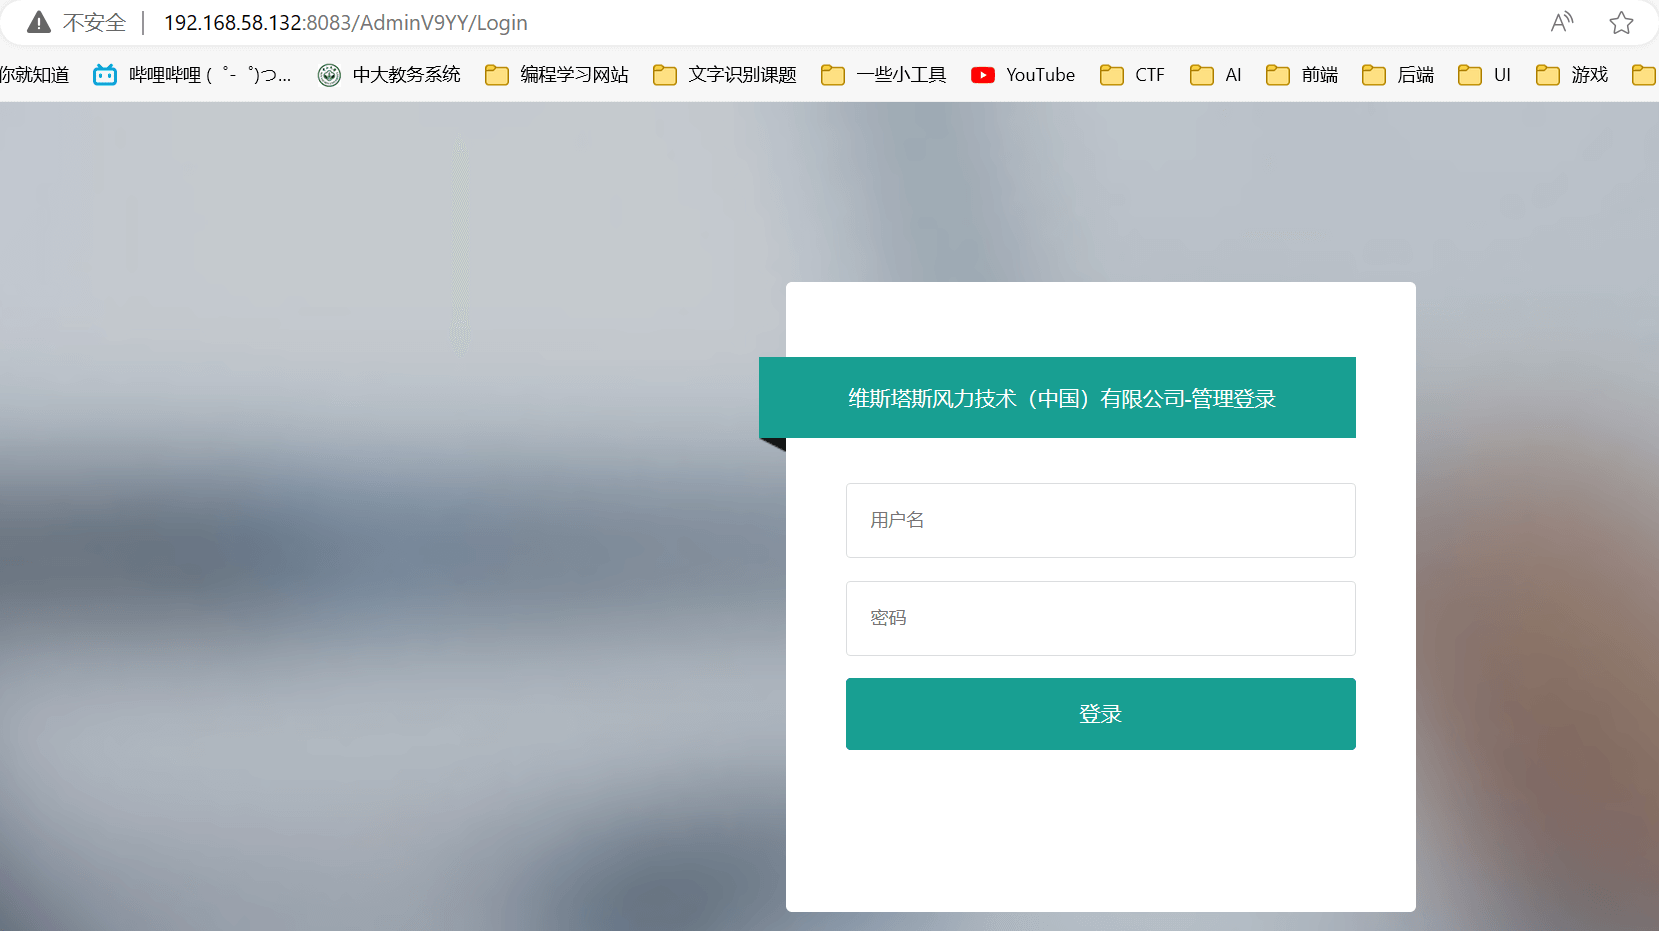 不安全 192.168.58.132:8083/AdminV9YY/Login
你就知道 哔哩哔哩 (゜-゜)つ... 中大教务系统 编程学习网站 文字识别课题 一些小工具 YouTube CTF AI 前端 后端 UI 游戏
维斯塔斯风力技术（中国）有限公司-管理登录
用户名
密码
登录